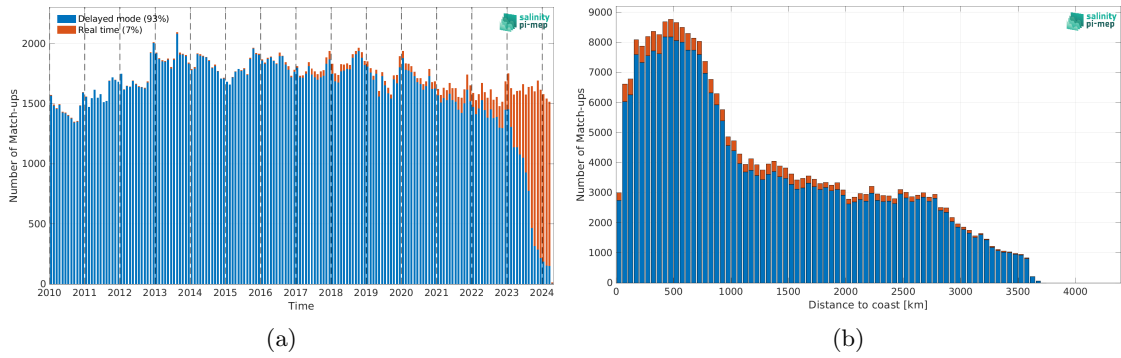 Delayed mode (93%)
Real time (7%)
salinity
pi-mep
2000
1500
1000
500
0
Number of Match-ups
2010 2011 2012 2013 2014 2015 2016 2017 2018 2019 2020 2021 2022 2023 2024
Time
(a)
salinity
pi-mep
9000
8000
7000
6000
5000
4000
3000
2000
1000
0
Number of Match-ups
0 500 1000 1500 2000 2500 3000 3500 4000
Distance to coast [km]
(b)